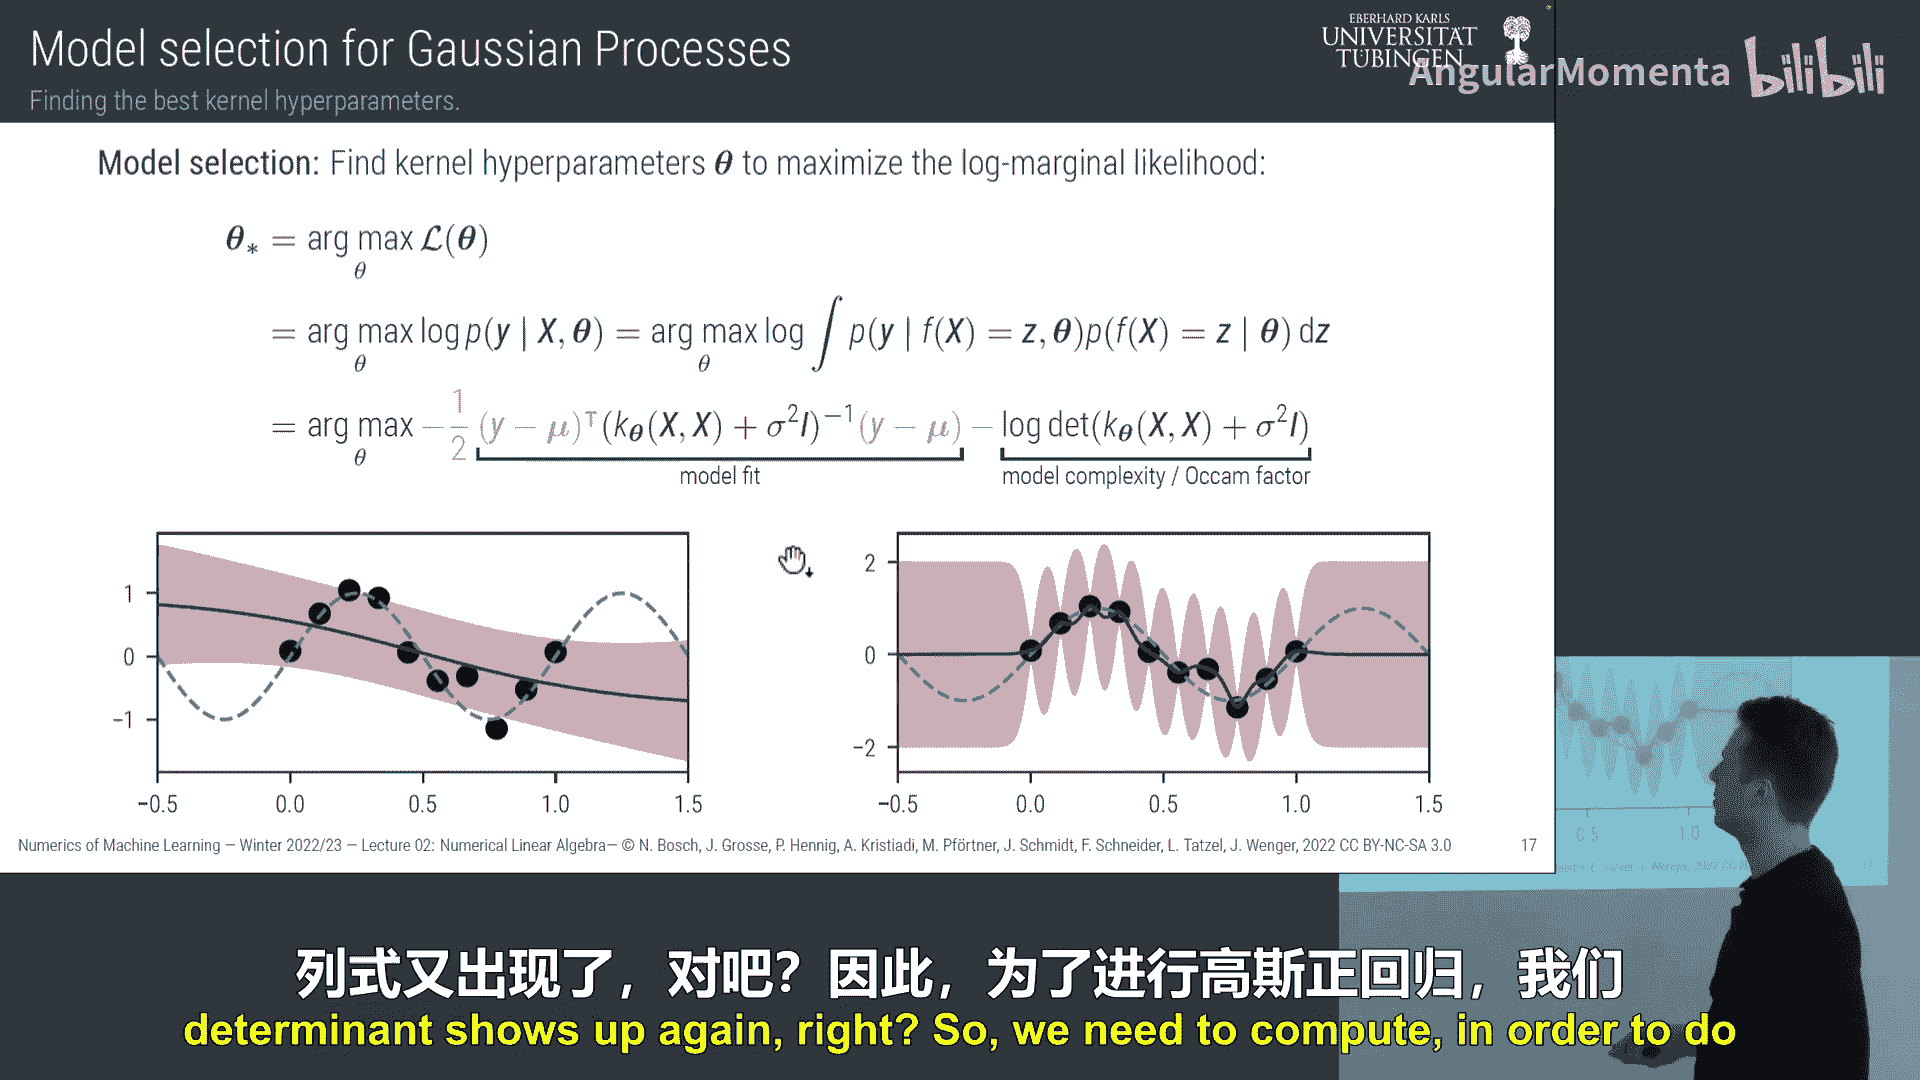 Model selection for Gaussian Processes
Finding the best kernel hyperparameters.
EBERHARD KARLS
UNIVERSITÄT
TÜBINGEN
AngularMomenta bilibili
Model selection: Find kernel hyperparameters θ to maximize the log-marginal likelihood:
θ∗ = arg max ℒ(θ)
θ
= arg max log p(y | X, θ) = arg max log ∫ p(y | f(X) = z, θ)p(f(X) = z | θ) dz
θ θ
= arg max −1/2 (y − μ)ᵀ(kθ(X, X) + σ²I)⁻¹(y − μ) − log det(kθ(X, X) + σ²I)
θ
model fit model complexity / Occam factor
1
0
−1
−0.5 0.0 0.5 1.0 1.5
2
0
−2
−0.5 0.0 0.5 1.0 1.5
0.5 1.0
Numerics of Machine Learning — Winter 2022/23 — Lecture 02: Numerical Linear Algebra— © N. Bosch, J. Grosse, P. Hennig, A. Kristiadi, M. Pförtner, J. Schmidt, F. Schneider, L. Tatzel, J. Wenger, 2022 CC BY-NC-SA 3.0 17
列式又出现了，对吧？因此，为了进行高斯正回归，我们
determinant shows up again, right? So, we need to compute, in order to do